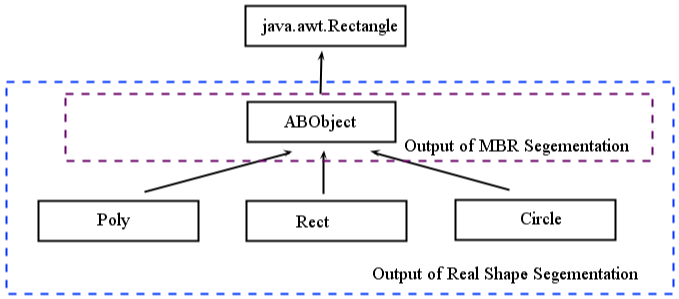 java.awt.Rectangle
ABObject
Output of MBR Segementation
Poly
Rect
Circle
Output of Real Shape Segementation